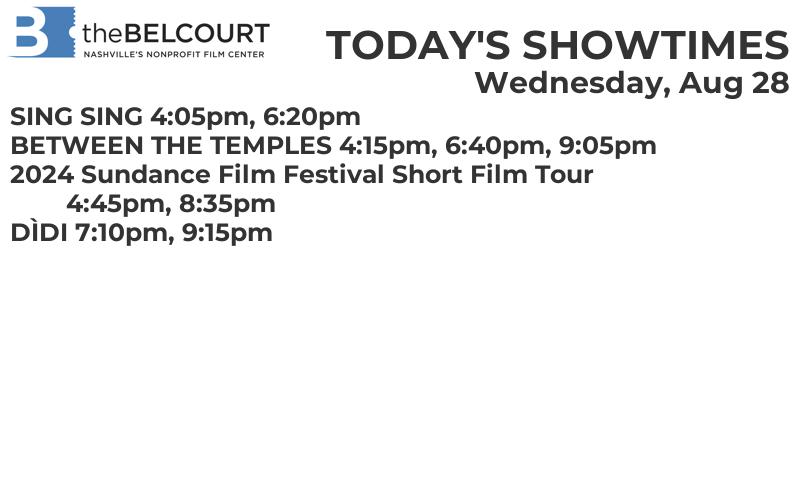 B theBELCOURT
NASHVILLE'S NONPROFIT FILM CENTER
TODAY'S SHOWTIMES
Wednesday, Aug 28
SING SING 4:05pm, 6:20pm
BETWEEN THE TEMPLES 4:15pm, 6:40pm, 9:05pm
2024 Sundance Film Festival Short Film Tour
4:45pm, 8:35pm
DÌDI 7:10pm, 9:15pm